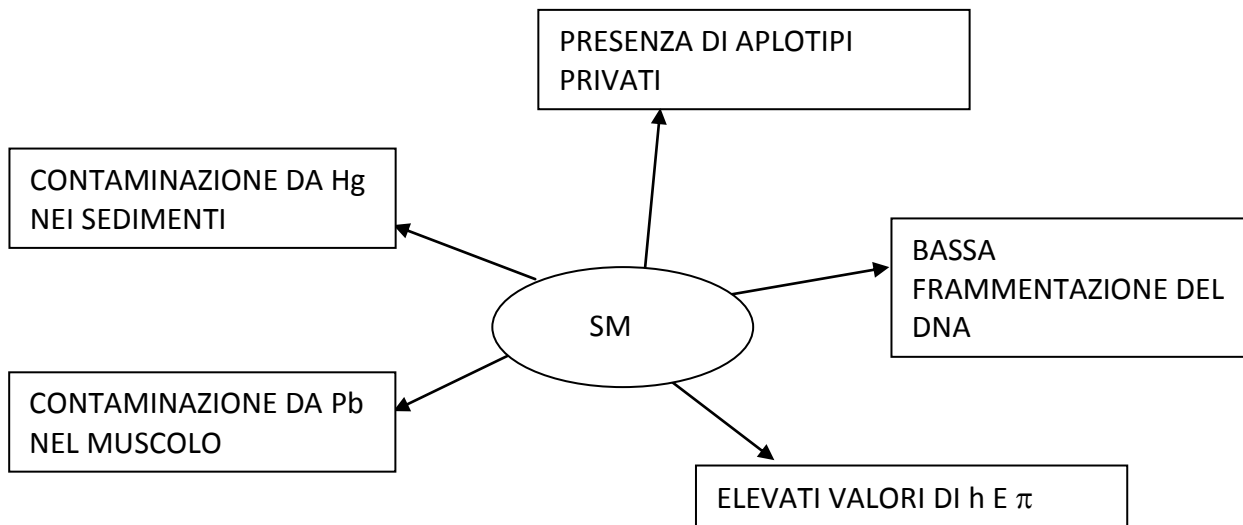 PRESENZA DI APLOTIPI
PRIVATI
CONTAMINAZIONE DA Hg
NEI SEDIMENTI
BASSA
FRAMMENTAZIONE DEL
DNA
SM
CONTAMINAZIONE DA Pb
NEL MUSCOLO
ELEVATI VALORI DI h E π